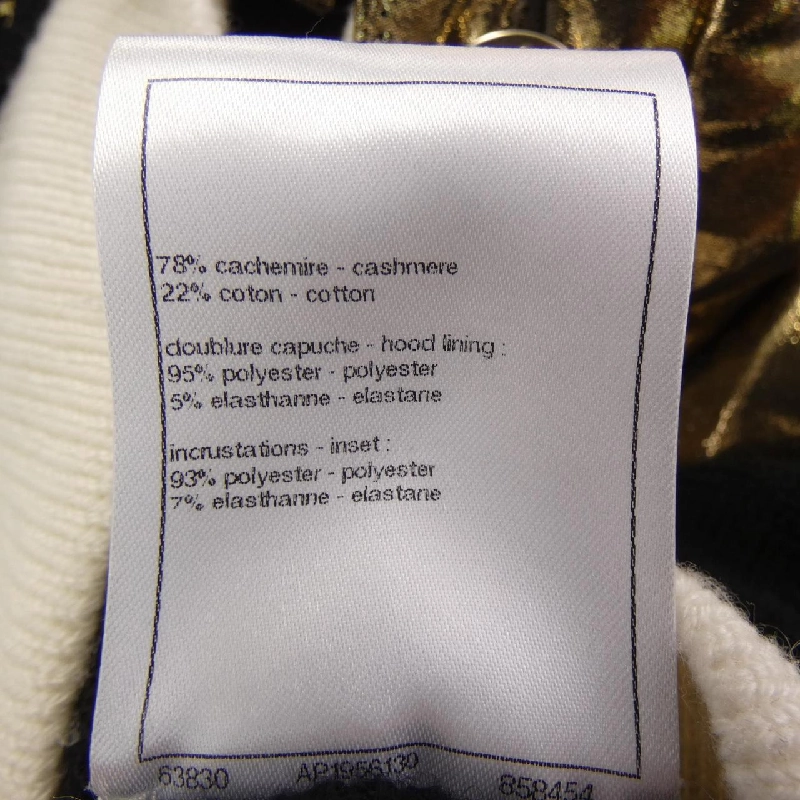 78% cachemire - cashmere
22% coton - cotton
doublure capuche - hood lining :
95% polyester - polyester
5% elasthanne - elastane
incrustations - inset :
93% polyester - polyester
7% elasthanne - elastane
63830 AP1956130 858454